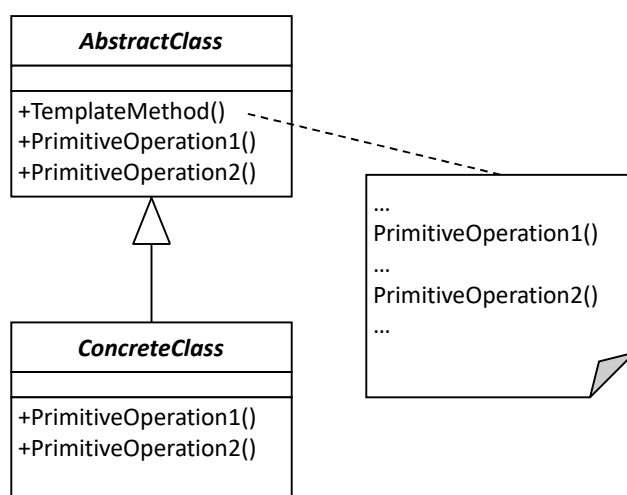 AbstractClass
+TemplateMethod()
+PrimitiveOperation1()
+PrimitiveOperation2()
...
PrimitiveOperation1()
...
PrimitiveOperation2()
...
ConcreteClass
+PrimitiveOperation1()
+PrimitiveOperation2()